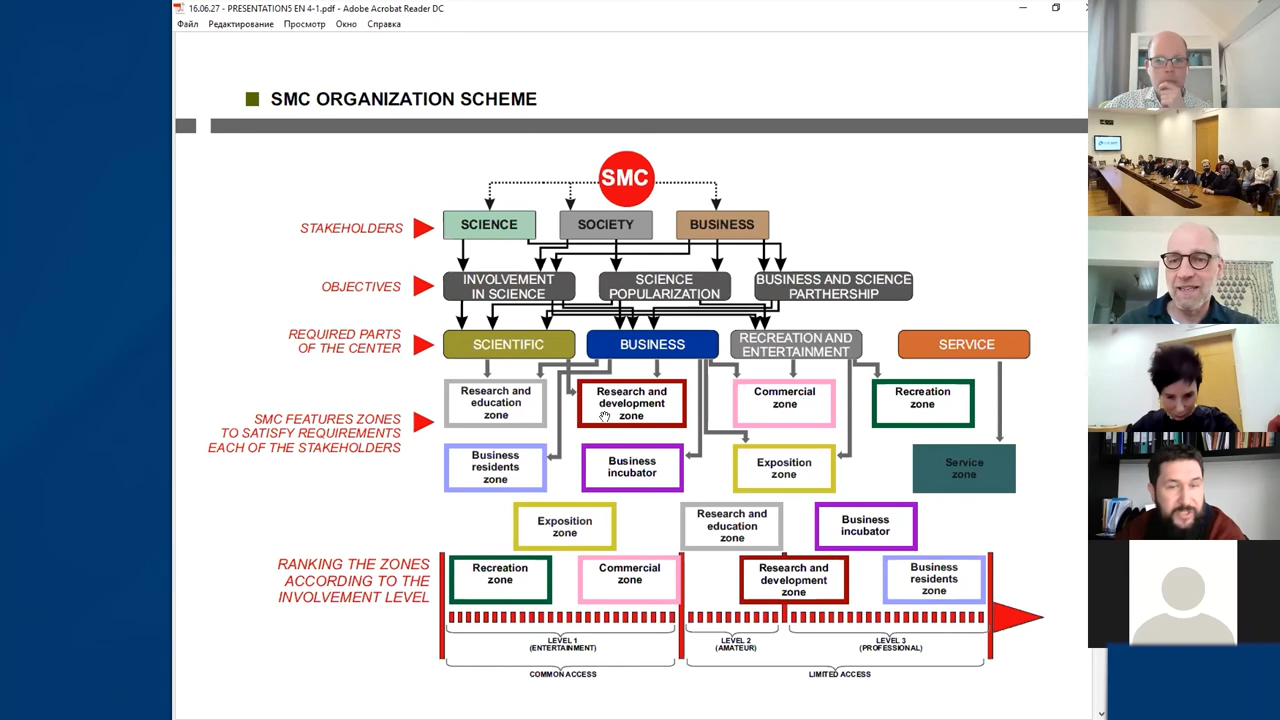 16.06.27 - PRESENTATION5 EN 4-1.pdf - Adobe Acrobat Reader DC
Файл Редактирование Просмотр Окно Справка
SMC ORGANIZATION SCHEME
SMC
STAKEHOLDERS
SCIENCE
SOCIETY
BUSINESS
OBJECTIVES
INVOLVEMENT
IN SCIENCE
SCIENCE
POPULARIZATION
BUSINESS AND SCIENCE
PARTHERSHIP
REQUIRED PARTS
OF THE CENTER
SCIENTIFIC
BUSINESS
RECREATION AND
ENTERTAINMENT
SERVICE
SMC FEATURES ZONES
TO SATISFY REQUIREMENTS
EACH OF THE STAKEHOLDERS
Research and
education
zone
Research and
development
zone
Commercial
zone
Recreation
zone
Business
residents
zone
Business
incubator
Exposition
zone
Service
zone
Exposition
zone
Research and
education
zone
Business
incubator
RANKING THE ZONES
ACCORDING TO THE
INVOLVEMENT LEVEL
Recreation
zone
Commercial
zone
Research and
development
zone
Business
residents
zone
LEVEL 1
(ENTERTAINMENT)
LEVEL 2
(AMATEUR)
LEVEL 3
(PROFESSIONAL)
COMMON ACCESS
LIMITED ACCESS